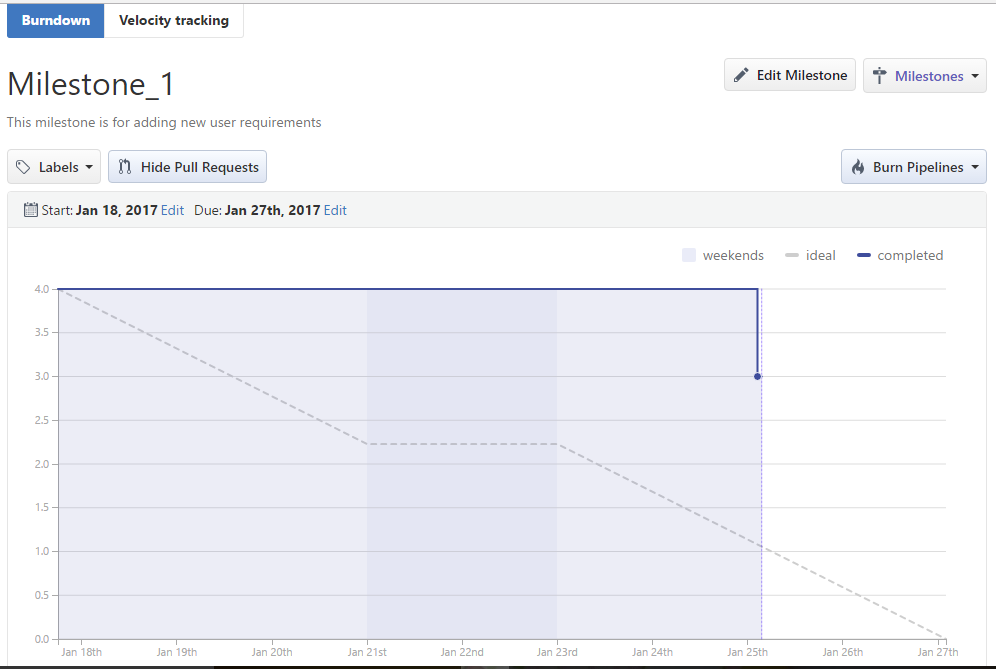 Burndown Velocity tracking
Milestone_1
Edit Milestone Milestones
This milestone is for adding new user requirements
Labels Hide Pull Requests Burn Pipelines
Start: Jan 18, 2017 Edit Due: Jan 27th, 2017 Edit
weekends ideal completed
4.0
3.5
3.0
2.5
2.0
1.5
1.0
0.5
0.0
Jan 18th Jan 19th Jan 20th Jan 21st Jan 22nd Jan 23rd Jan 24th Jan 25th Jan 26th Jan 27th